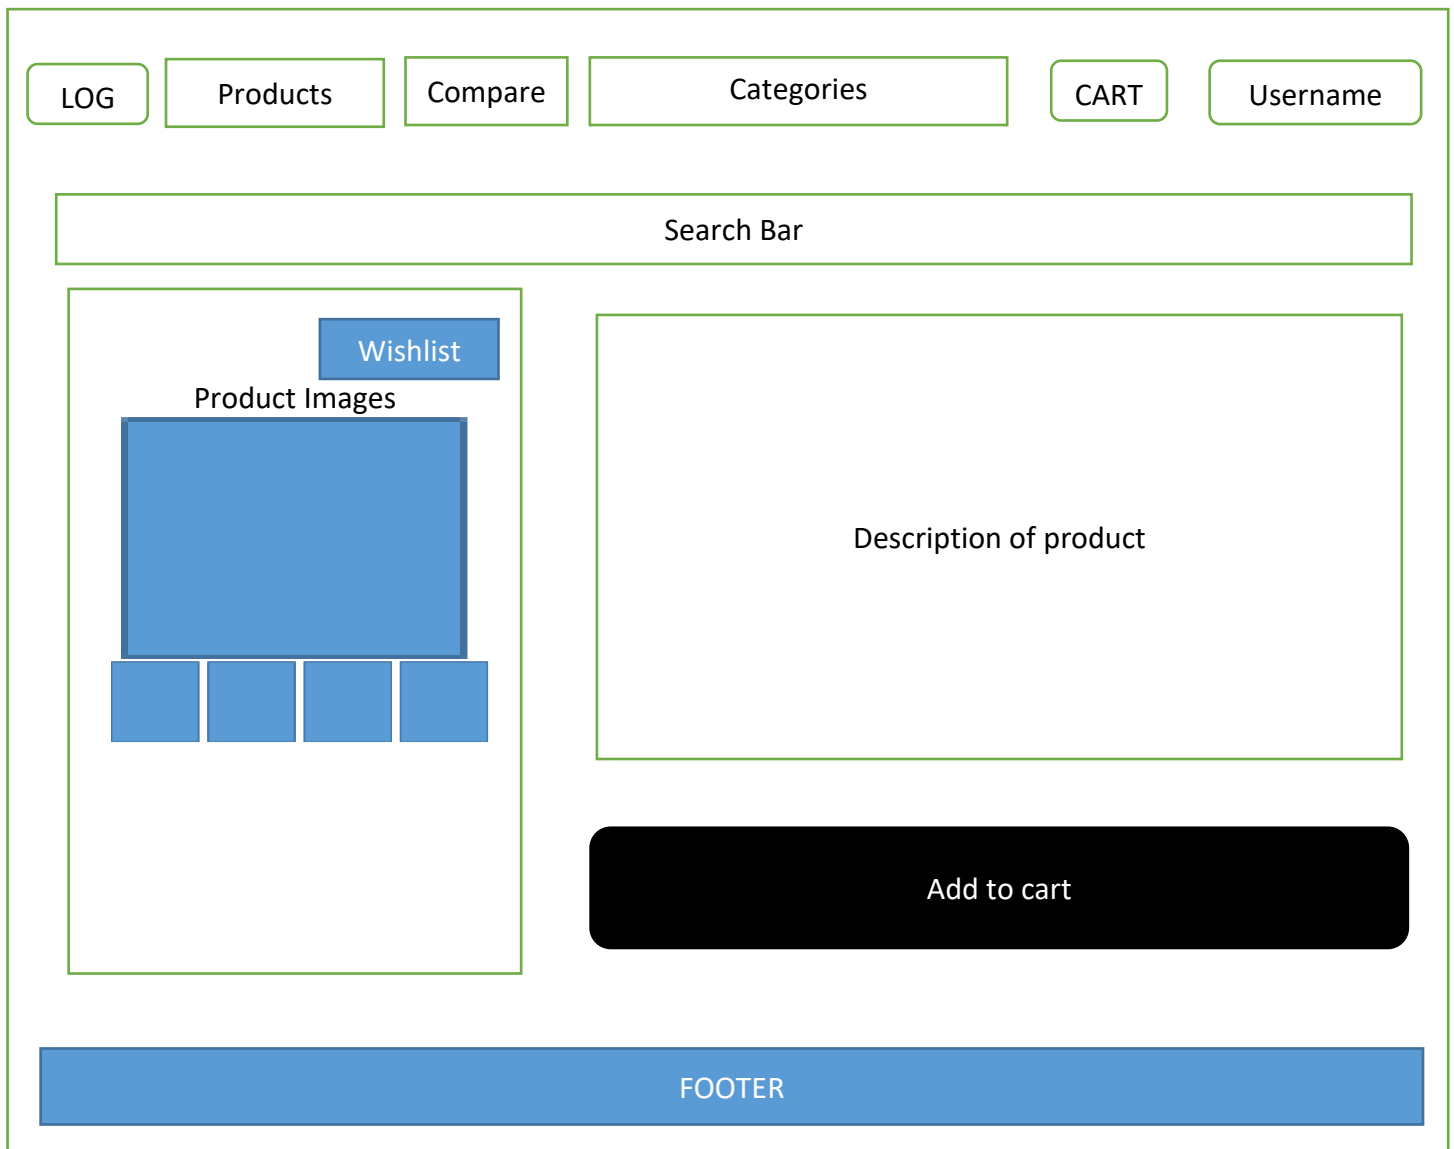 LOG
Products
Compare
Categories
CART
Username
Search Bar
Wishlist
Product Images
Description of product
Add to cart
FOOTER